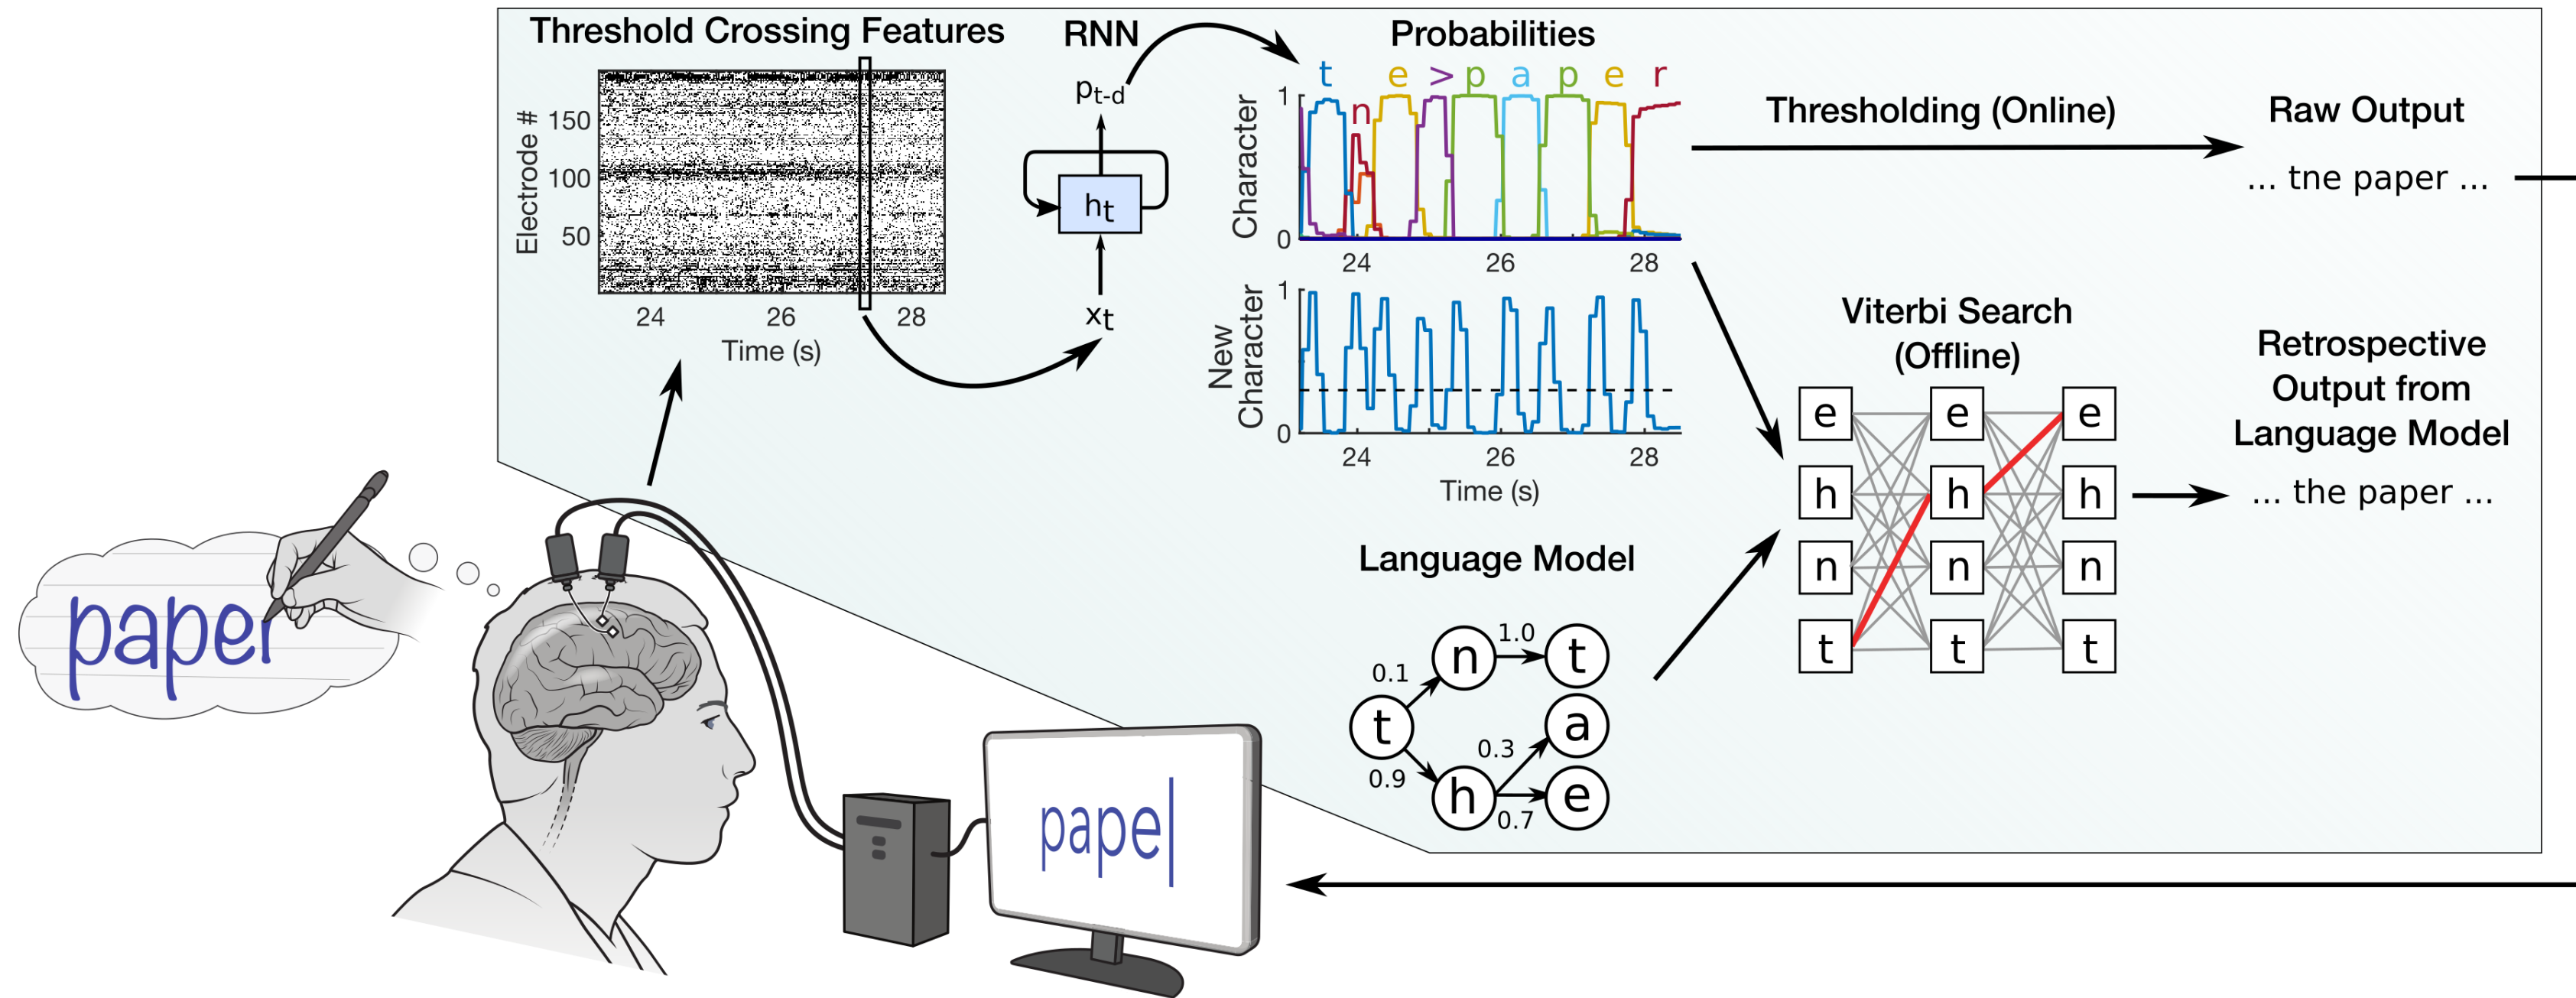 Threshold Crossing Features
Electrode #
150
100
50
24 26 28
Time (s)
RNN
pt-d
ht
xt
Probabilities
t n e > p a p e r
Character
1
0
24 26 28
New
Character
1
0
24 26 28
Time (s)
Thresholding (Online)
Raw Output
... tne paper ...
Viterbi Search
(Offline)
e e e
h h h
n n n
t t t
Retrospective
Output from
Language Model
... the paper ...
Language Model
0.1 n 1.0 t
t 0.3 a
0.9 h 0.7 e
paper
pape